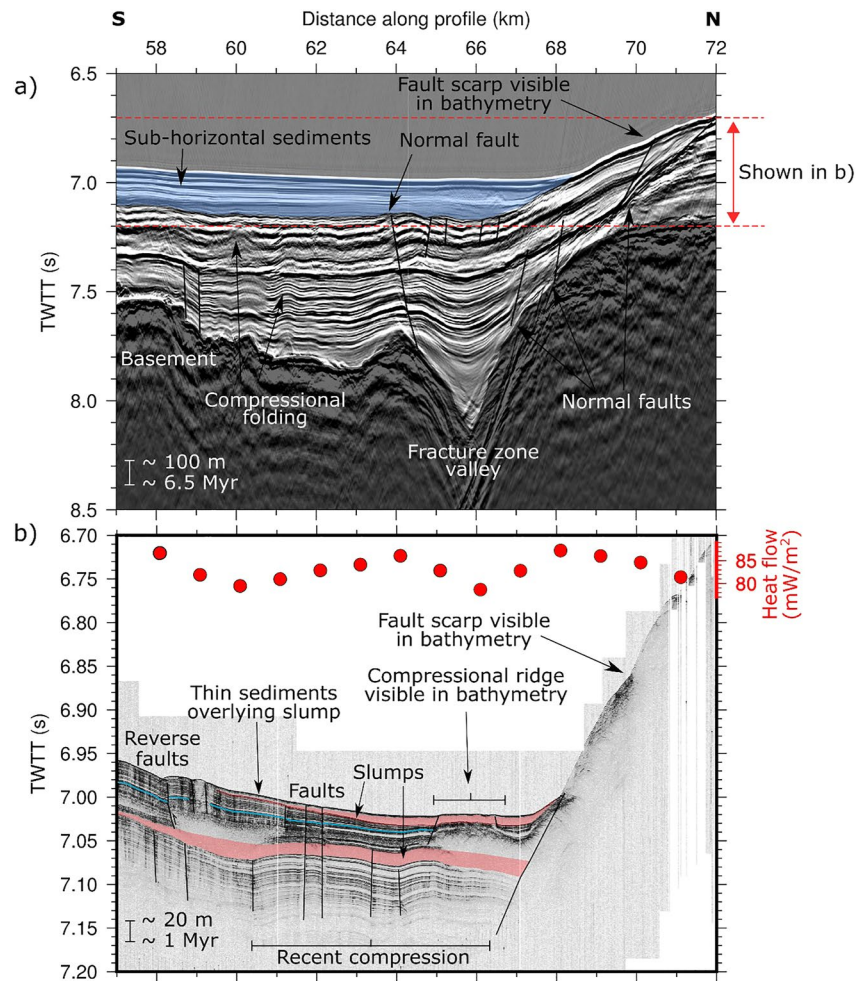 Distance along profile (km)
S
N
58 60 62 64 66 68 70 72
a)
6.5
7.0
7.5
8.0
8.5
TWTT (s)
Fault scarp visible
in bathymetry
Sub-horizontal sediments
Normal fault
Shown in b)
Basement
Compressional
folding
Normal faults
Fracture zone
valley
~ 100 m
~ 6.5 Myr
b)
6.70
6.75
6.80
6.85
6.90
6.95
7.00
7.05
7.10
7.15
7.20
TWTT (s)
85
80
Heat flow
(mW/m²)
Fault scarp visible
in bathymetry
Compressional ridge
visible in bathymetry
Thin sediments
overlying slump
Reverse
faults
Faults
Slumps
~ 20 m
~ 1 Myr
Recent compression